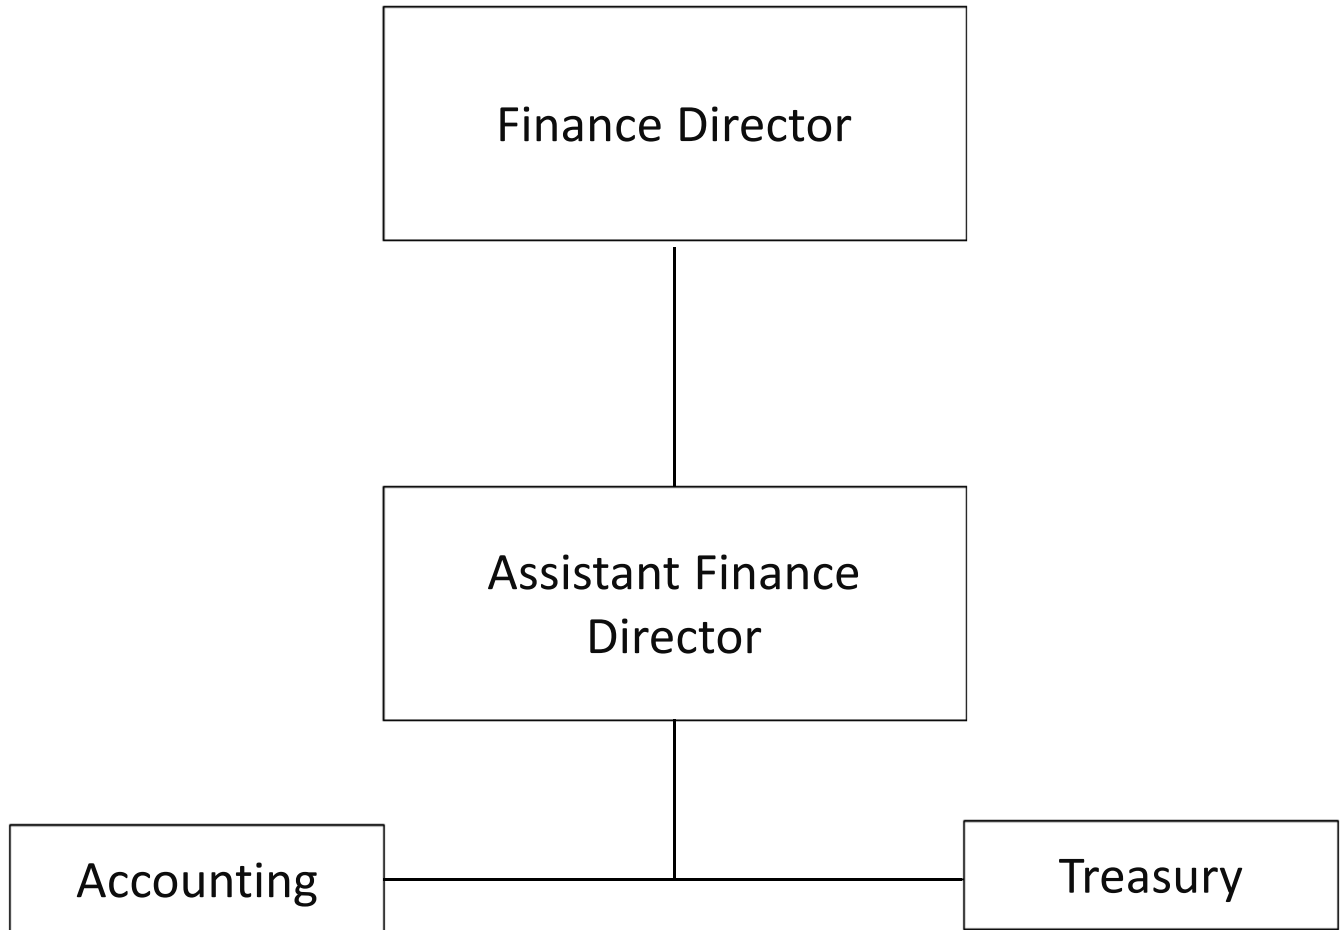 Finance Director
Assistant Finance
Director
Accounting
Treasury